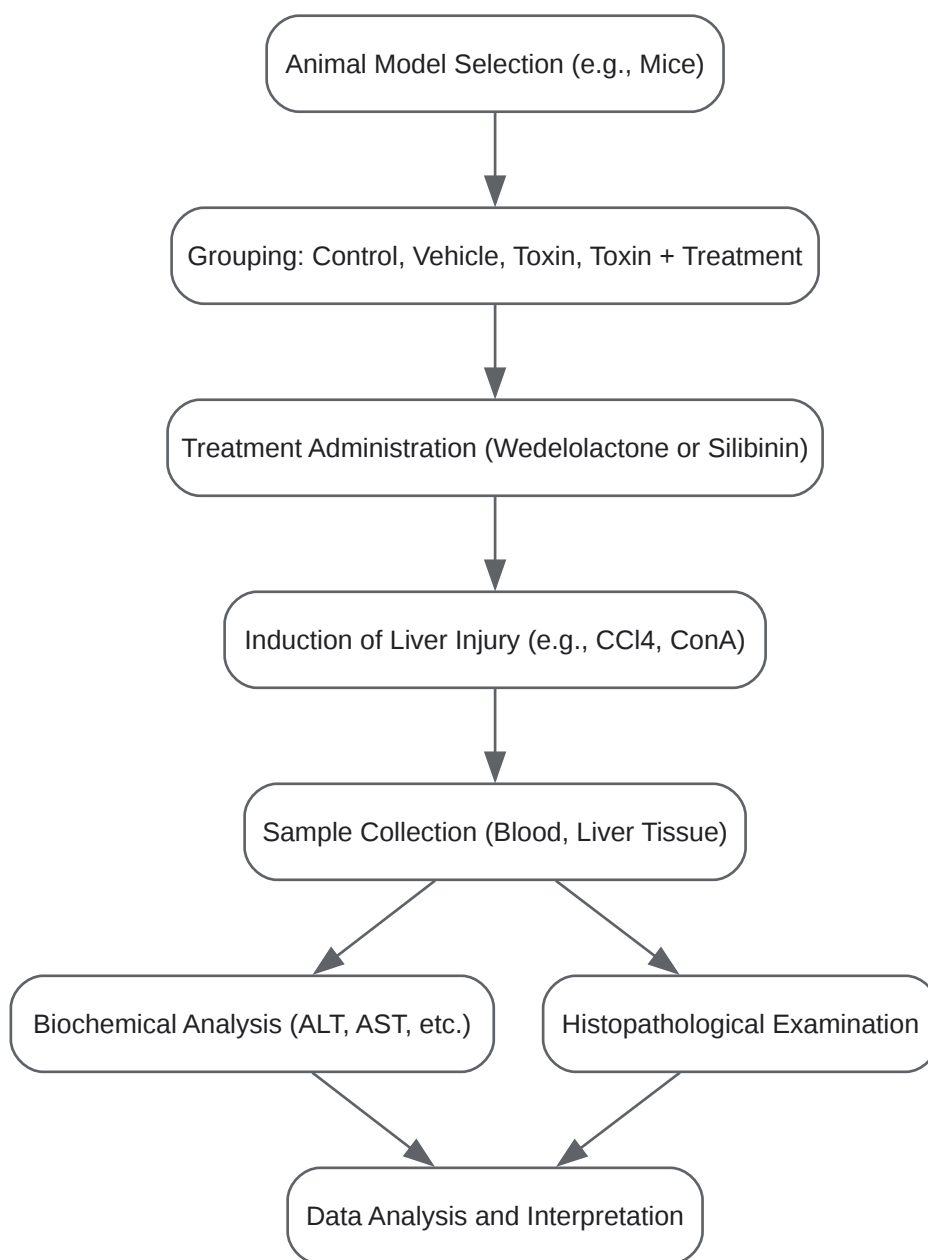 Animal Model Selection (e.g., Mice)
Grouping: Control, Vehicle, Toxin, Toxin + Treatment
Treatment Administration (Wedelolactone or Silibinin)
Induction of Liver Injury (e.g., CCl4, ConA)
Sample Collection (Blood, Liver Tissue)
Biochemical Analysis (ALT, AST, etc.)
Histopathological Examination
Data Analysis and Interpretation